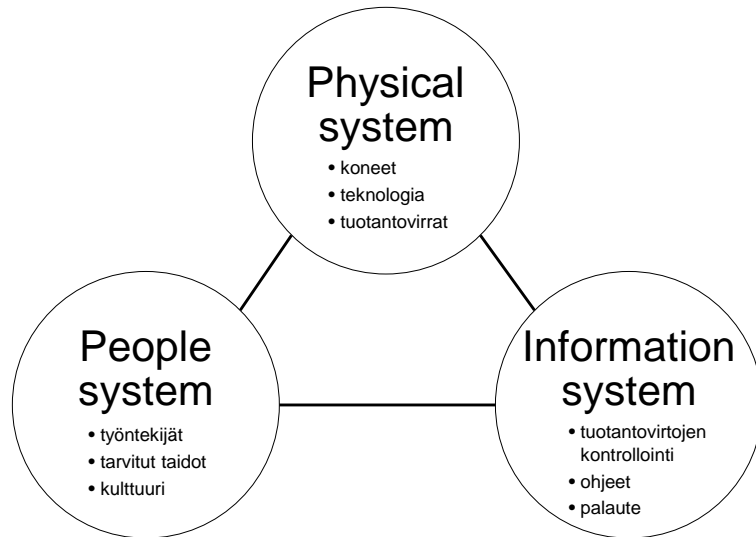 Physical
system
• koneet
• teknologia
• tuotantovirrat
People
system
• työntekijät
• tarvitut taidot
• kulttuuri
Information
system
• tuotantovirtojen
kontrollointi
• ohjeet
• palaute